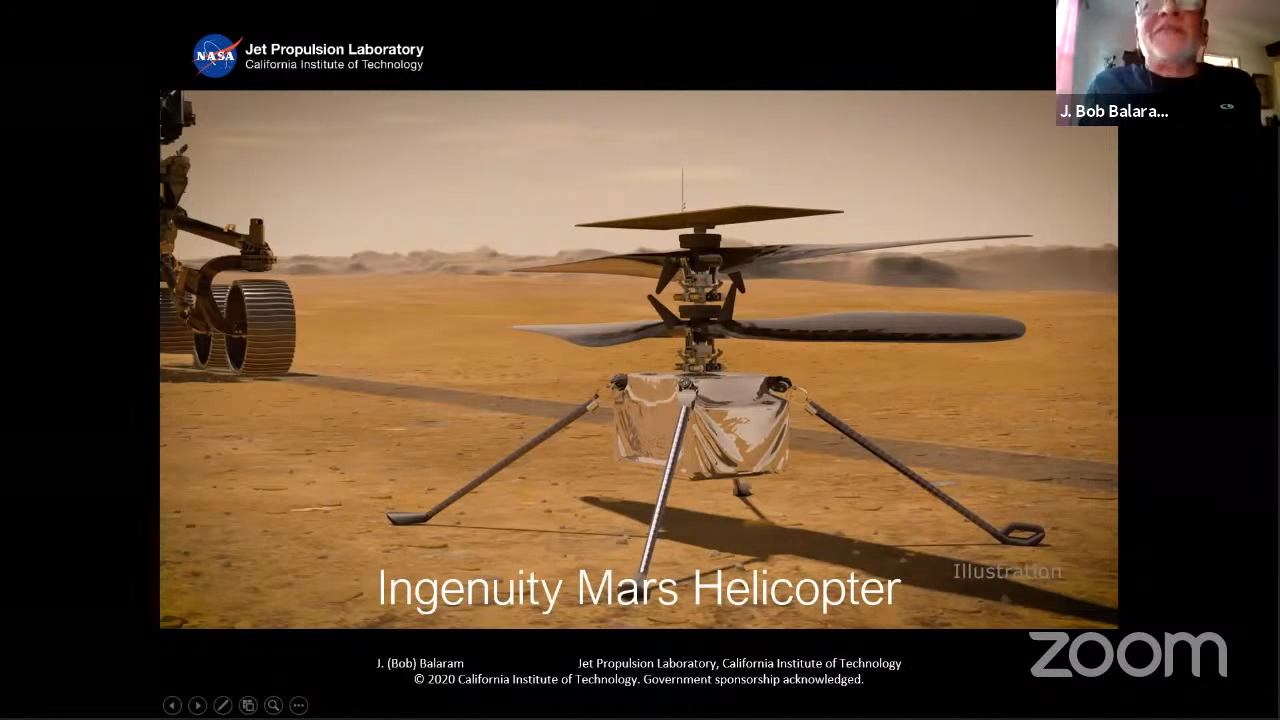 NASA
Jet Propulsion Laboratory
California Institute of Technology
J. Bob Balara...
Illustration
Ingenuity Mars Helicopter
zoom
J. (Bob) Balaram Jet Propulsion Laboratory, California Institute of Technology
© 2020 California Institute of Technology. Government sponsorship acknowledged.